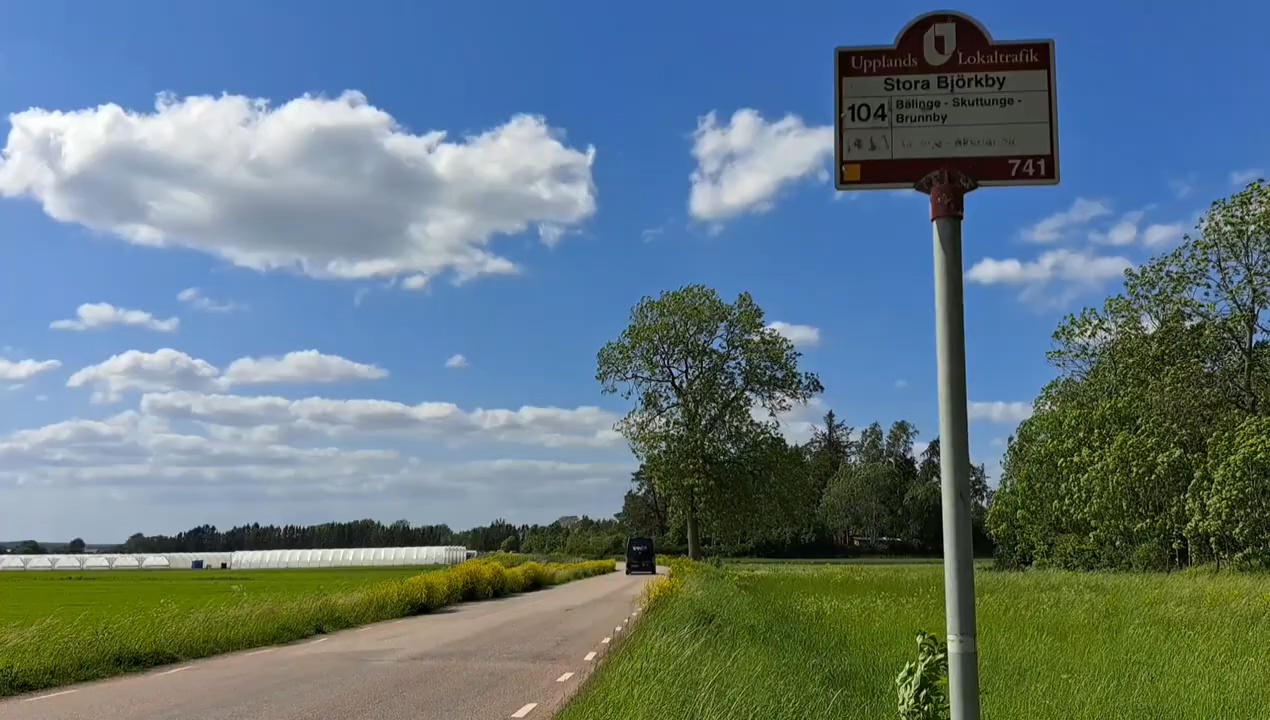 Upplands Lokaltrafik
Stora Björkby
104 Bälinge - Skuttunge -
Brunnby
741